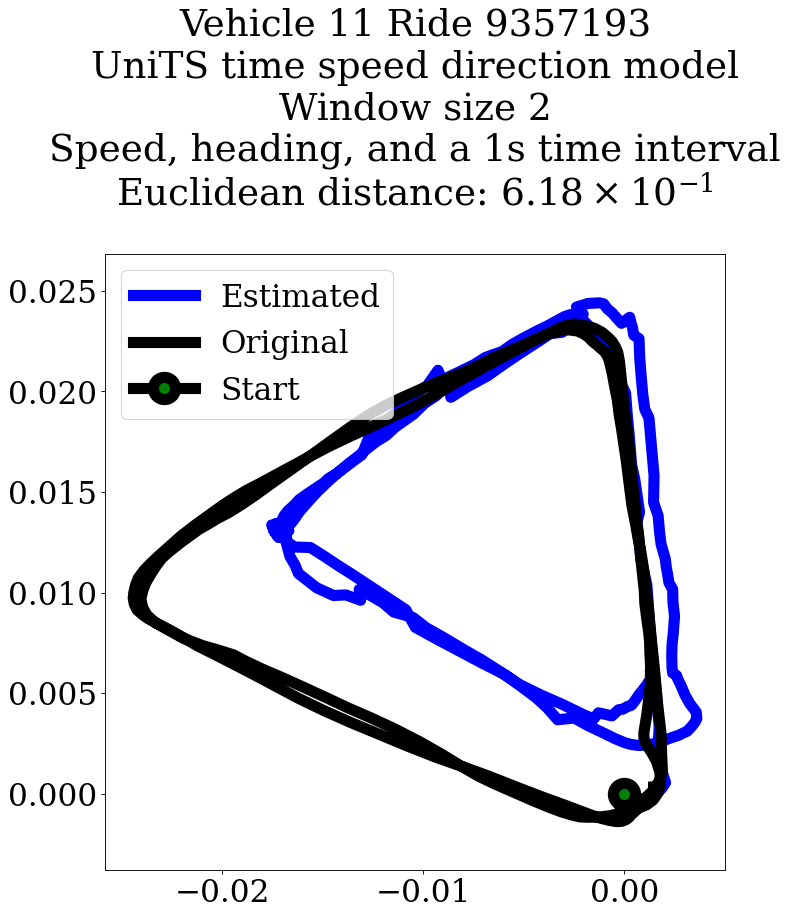 Vehicle 11 Ride 9357193
UniTS time speed direction model
Window size 2
Speed, heading, and a 1s time interval
Euclidean distance: 6.18 × 10⁻¹
Estimated
Original
Start
0.025
0.020
0.015
0.010
0.005
0.000
−0.02
−0.01
0.00